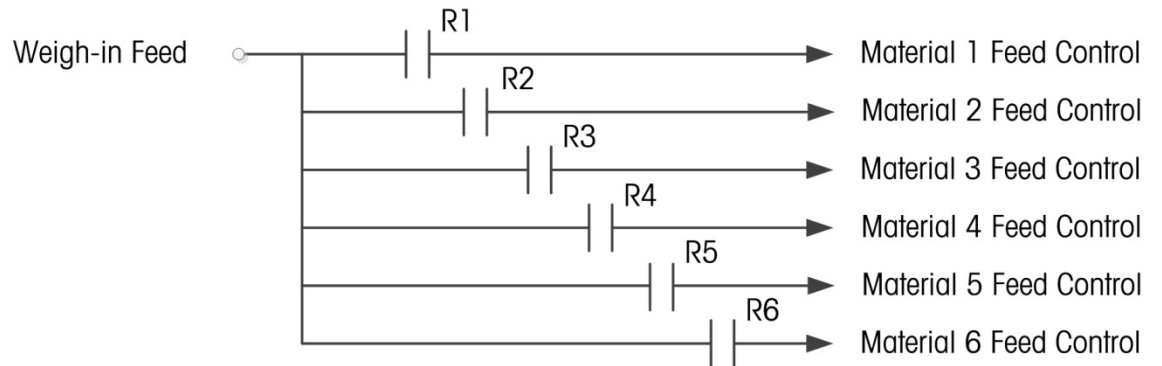 R1
Weigh-in Feed Material 1 Feed Control
R2
Material 2 Feed Control
R3
Material 3 Feed Control
R4
Material 4 Feed Control
R5
Material 5 Feed Control
R6
Material 6 Feed Control